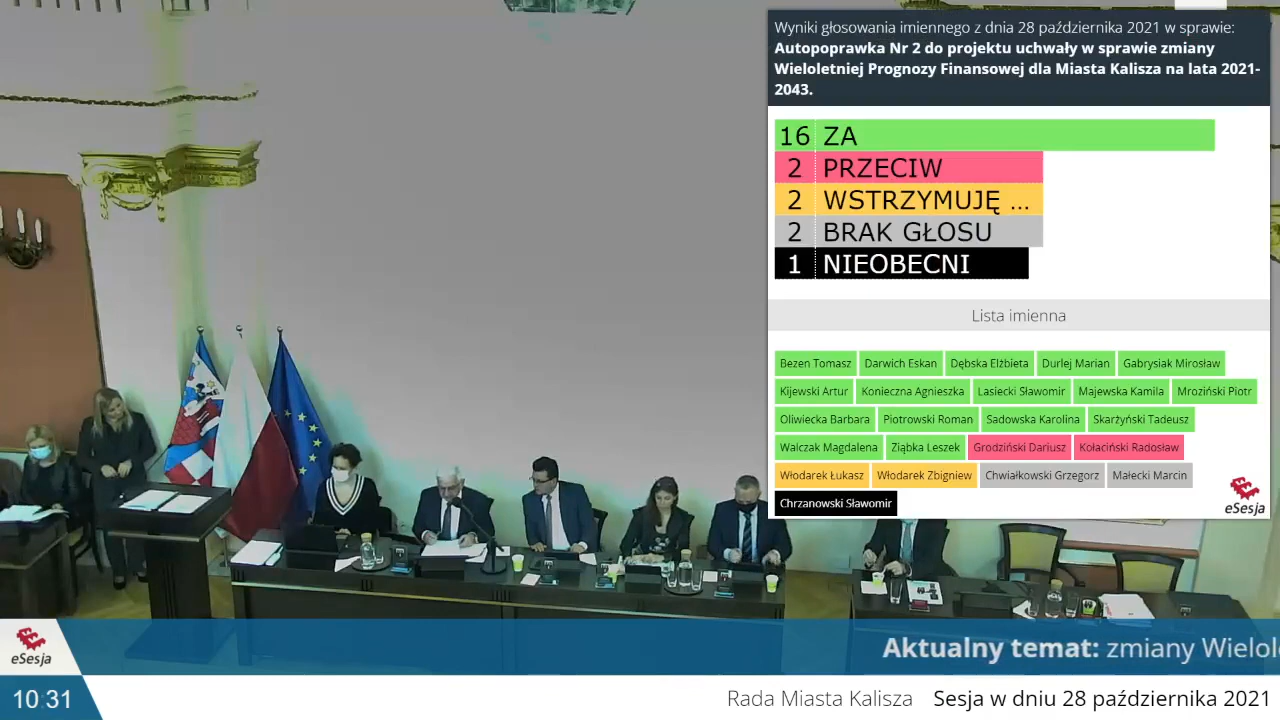 Wyniki głosowania imiennego z dnia 28 października 2021 w sprawie:
Autopoprawka Nr 2 do projektu uchwały w sprawie zmiany
Wieloletniej Prognozy Finansowej dla Miasta Kalisza na lata 2021-
2043.
16 ZA
2 PRZECIW
2 WSTRZYMUJĘ ...
2 BRAK GŁOSU
1 NIEOBECNI
Lista imienna
Bezen Tomasz Darwich Eskan Dębska Elżbieta Durlej Marian Gabrysiak Mirosław
Kijewski Artur Konieczna Agnieszka Lasiecki Sławomir Majewska Kamila Mroziński Piotr
Oliwiecka Barbara Piotrowski Roman Sadowska Karolina Skarżyński Tadeusz
Walczak Magdalena Ziąbka Leszek Grodziński Dariusz Kołaciński Radosław
Włodarek Łukasz Włodarek Zbigniew Chwiałkowski Grzegorz Małecki Marcin
Chrzanowski Sławomir
eSesja
eSesja
Aktualny temat: zmiany Wielol
10:31
Rada Miasta Kalisza Sesja w dniu 28 października 2021